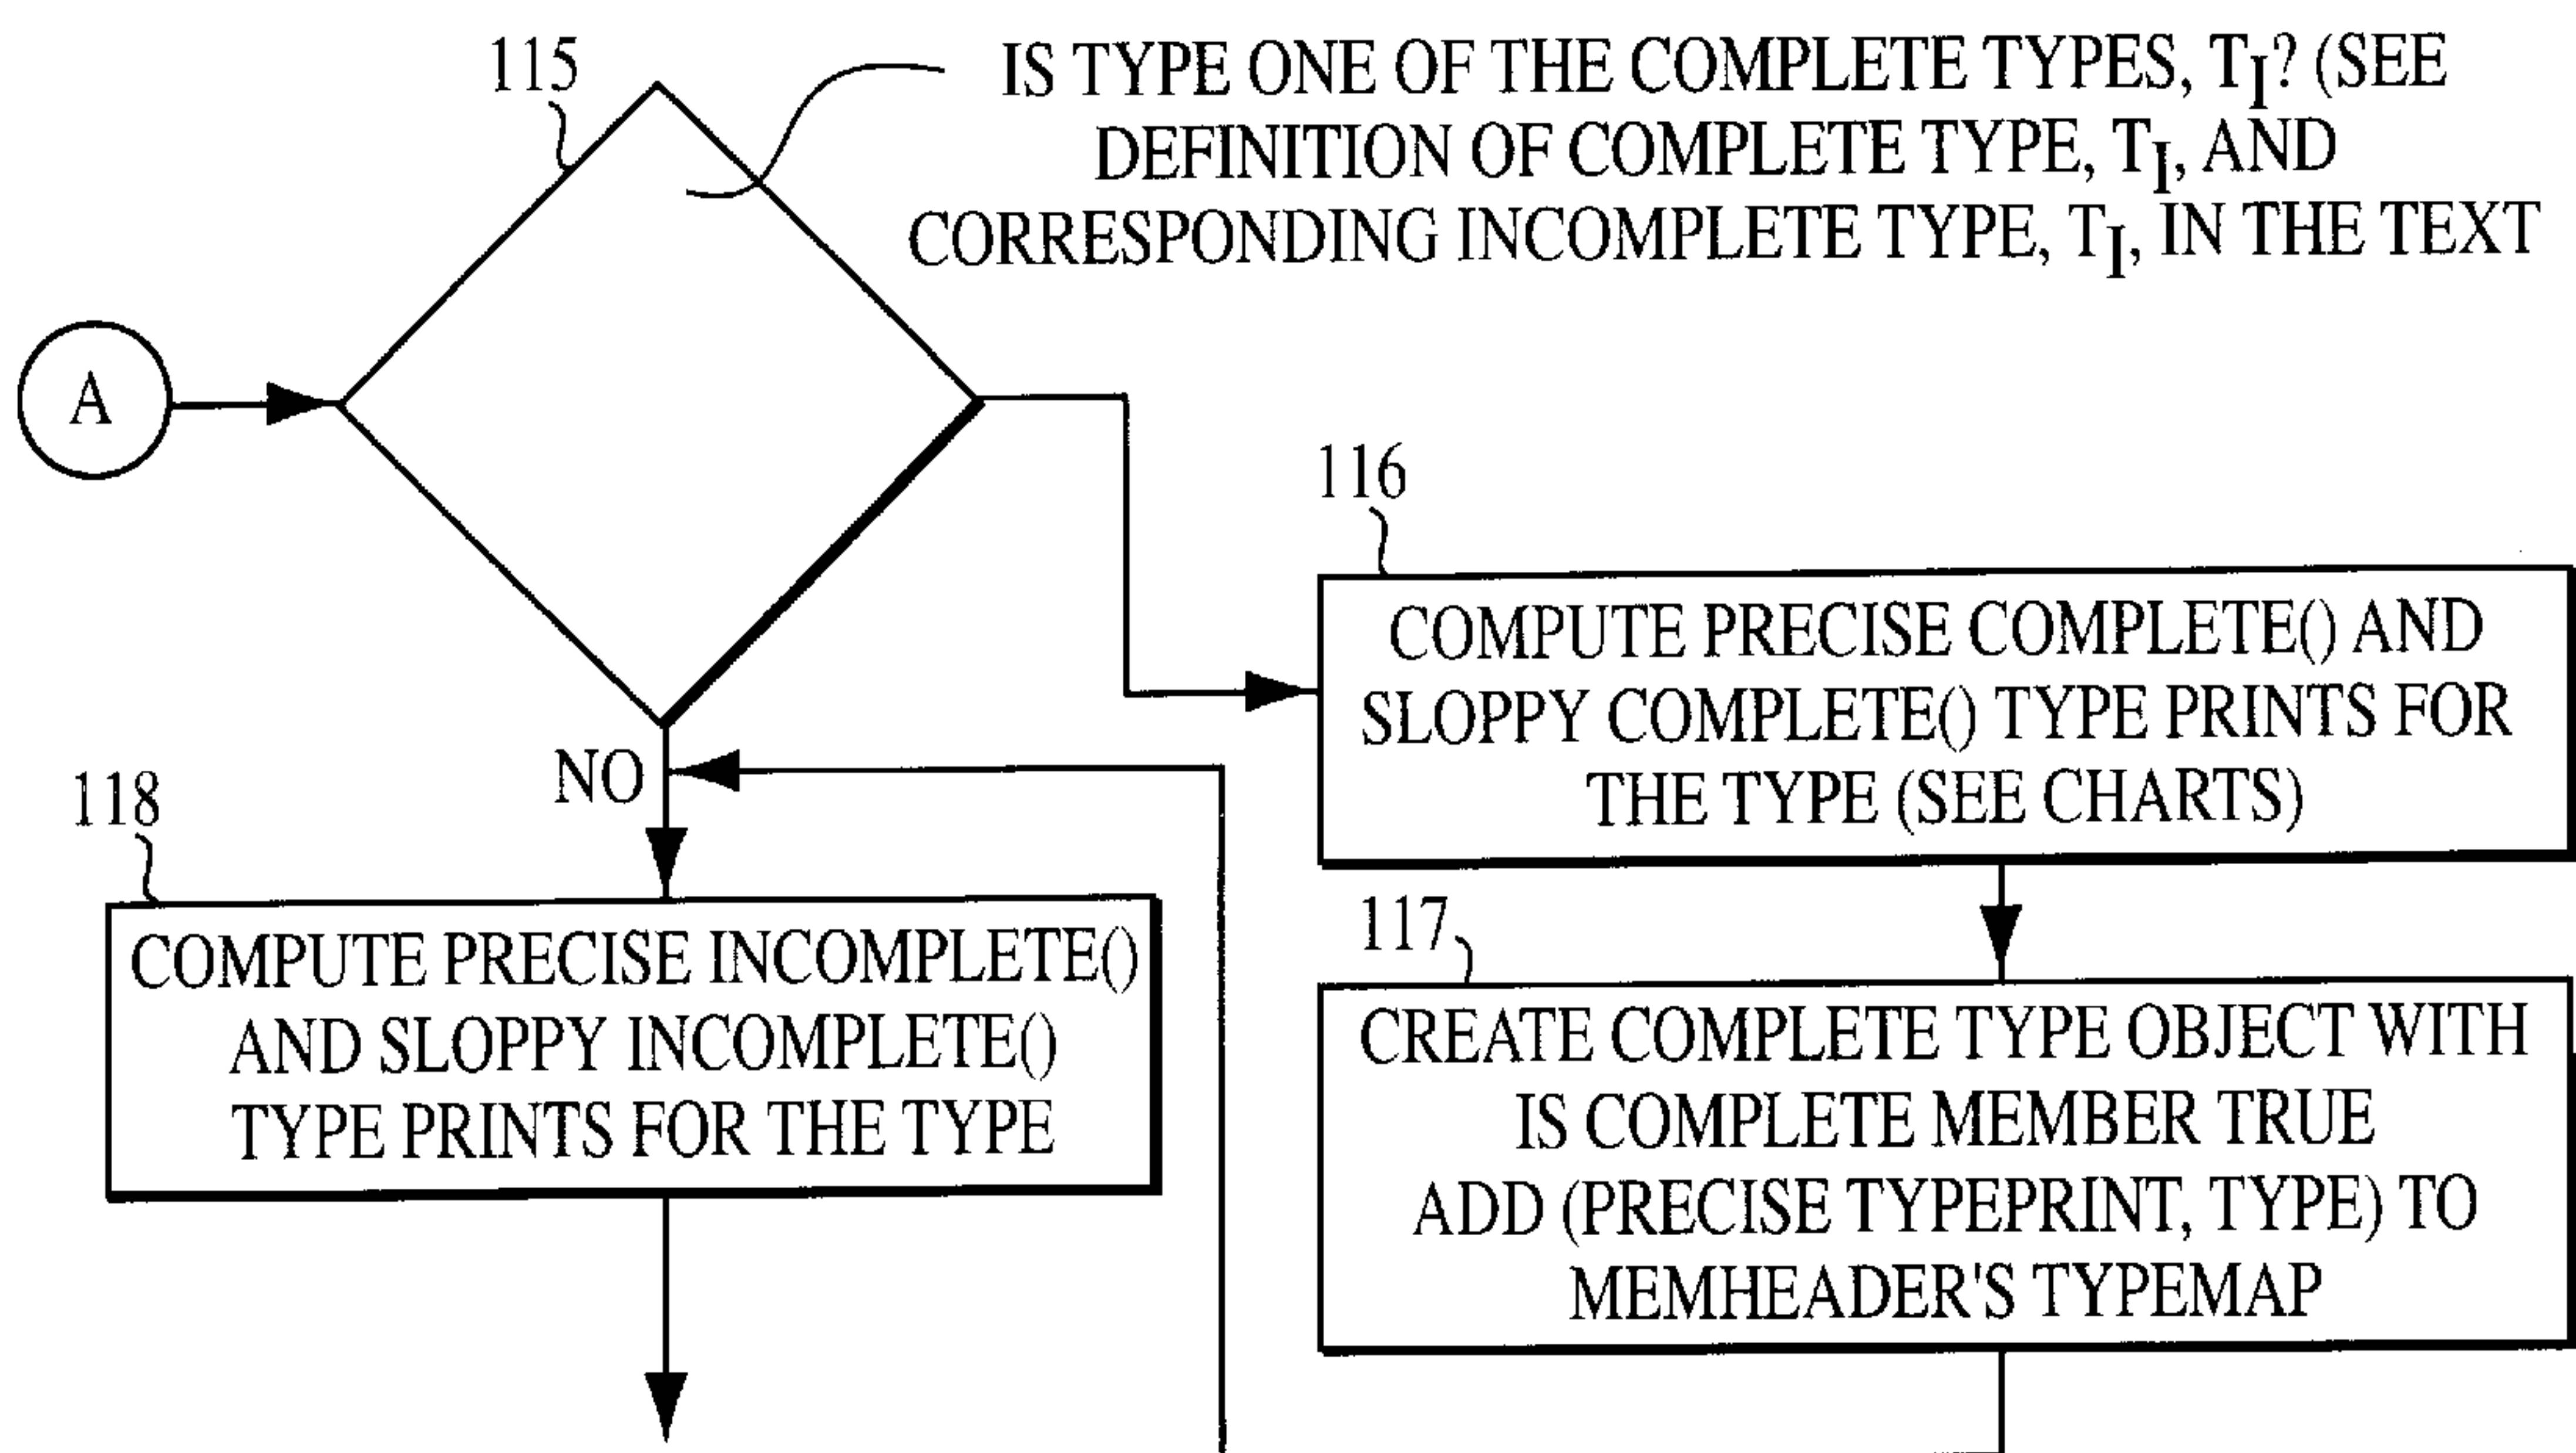 115
IS TYPE ONE OF THE COMPLETE TYPES, TI? (SEE
DEFINITION OF COMPLETE TYPE, TI, AND
CORRESPONDING INCOMPLETE TYPE, TI, IN THE TEXT
A
116
COMPUTE PRECISE COMPLETE() AND
SLOPPY COMPLETE() TYPE PRINTS FOR
THE TYPE (SEE CHARTS)
NO
118
COMPUTE PRECISE INCOMPLETE()
AND SLOPPY INCOMPLETE()
TYPE PRINTS FOR THE TYPE
117
CREATE COMPLETE TYPE OBJECT WITH
IS COMPLETE MEMBER TRUE
ADD (PRECISE TYPEPRINT, TYPE) TO
MEMHEADER'S TYPEMAP